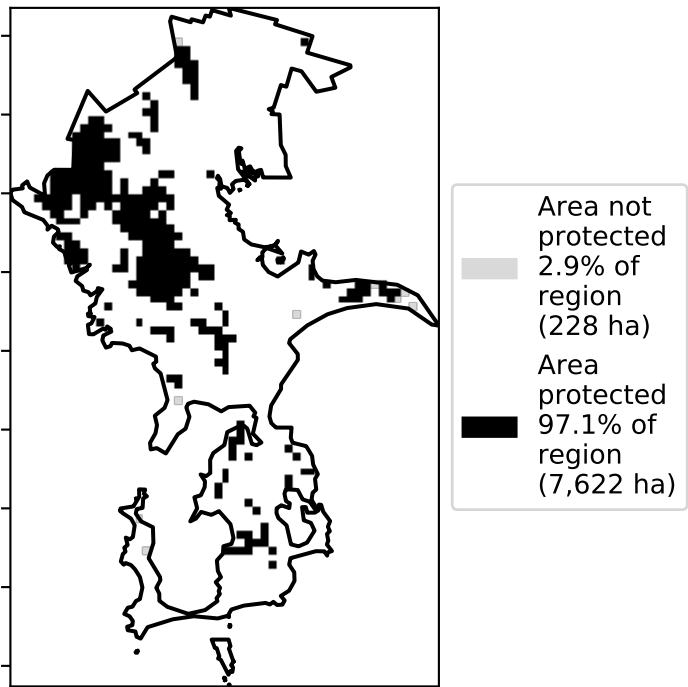 Area not
protected
2.9% of
region
(228 ha)
Area
protected
97.1% of
region
(7,622 ha)